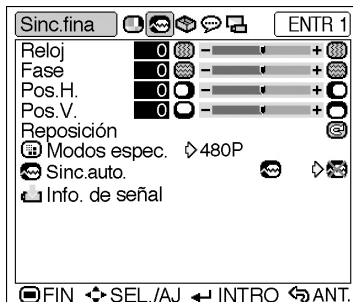 Sinc.fina ENTR 1
Reloj 0 - +
Fase 0 - +
Pos.H. 0 - +
Pos.V. 0 - +
Reposición
Modos espec. 480P
Sinc.auto.
Info. de señal
FIN SEL./AJ INTRO ANT.